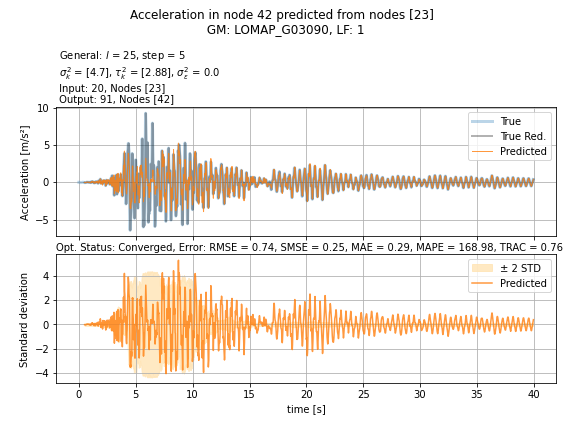 Acceleration in node 42 predicted from nodes [23]
GM: LOMAP_G03090, LF: 1
General: l = 25, step = 5
σ²ₖ = [4.7], τ²ₖ = [2.88], σ²ε = 0.0
Input: 20, Nodes [23]
Output: 91, Nodes [42]
Acceleration [m/s²]
10
5
0
−5
True
True Red.
Predicted
Opt. Status: Converged, Error: RMSE = 0.74, SMSE = 0.25, MAE = 0.29, MAPE = 168.98, TRAC = 0.76
Standard deviation
4
2
0
−2
−4
± 2 STD
Predicted
0 5 10 15 20 25 30 35 40
time [s]